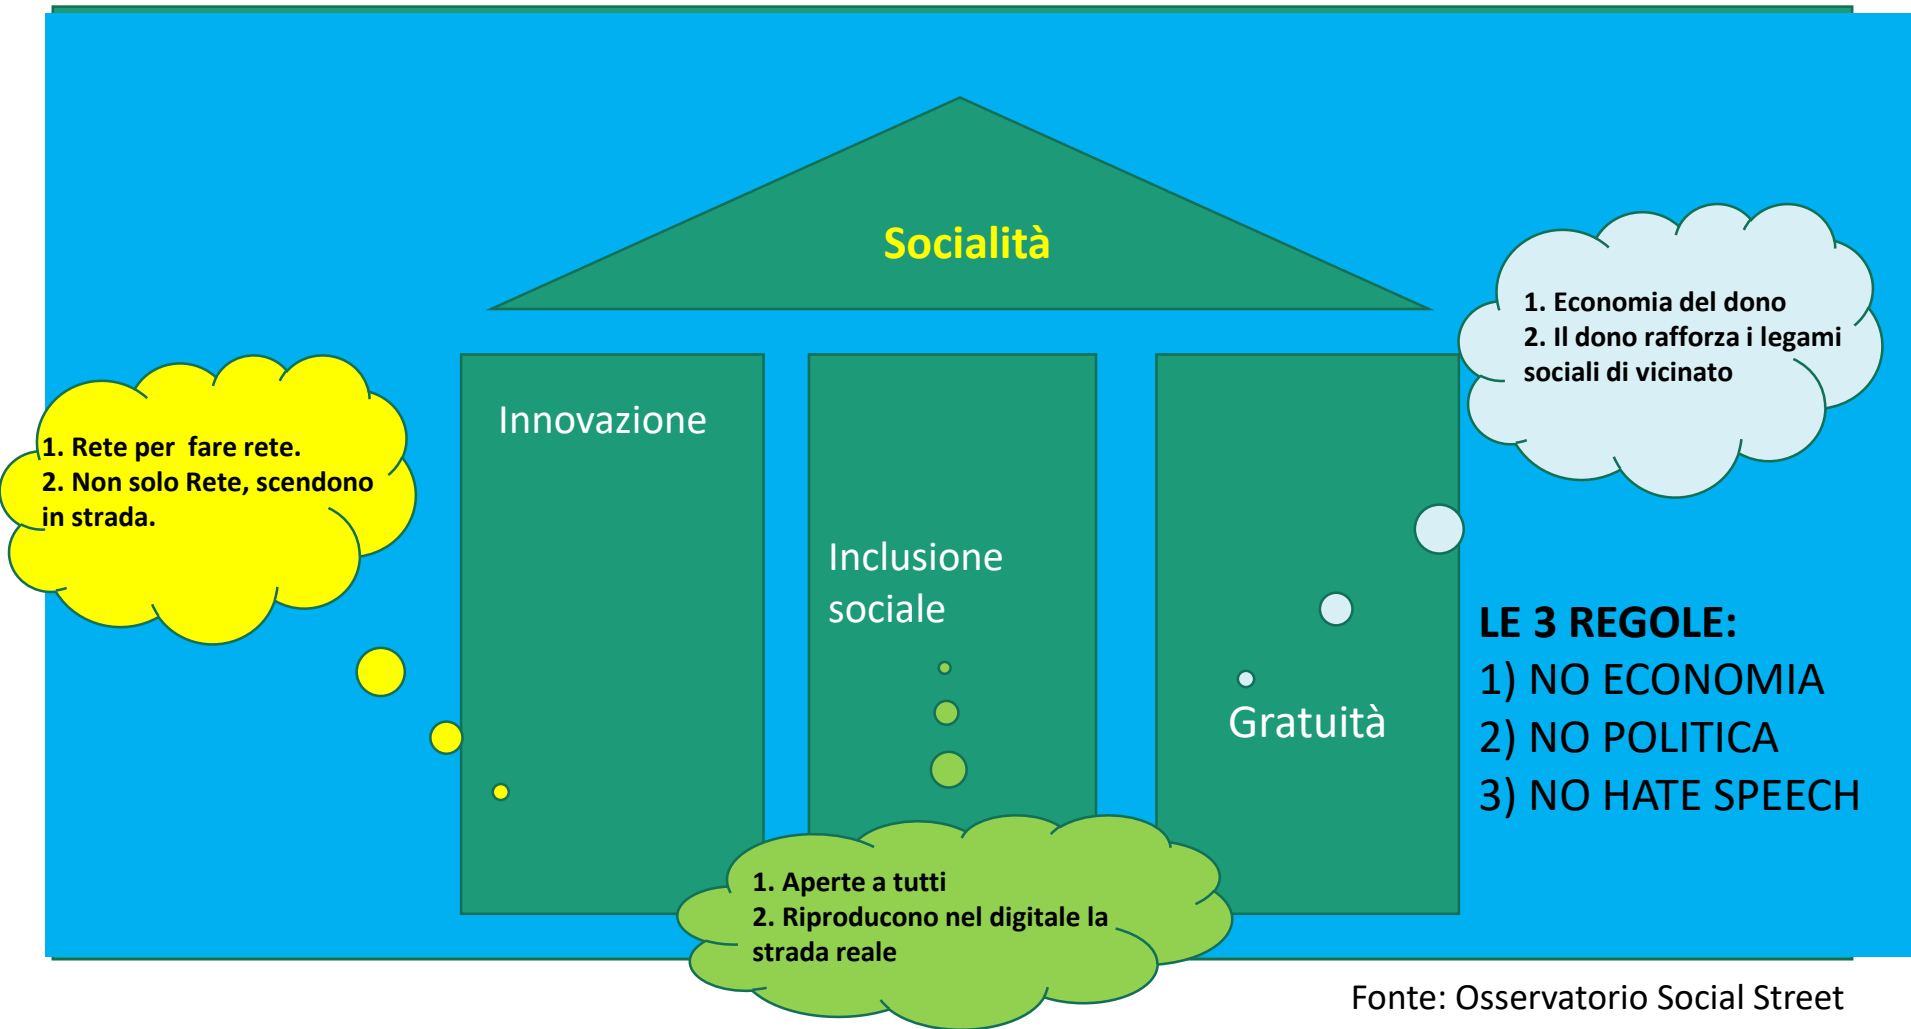 Socialità
1. Economia del dono
2. Il dono rafforza i legami
sociali di vicinato
Innovazione
1. Rete per  fare rete.
2. Non solo Rete, scendono
in strada.
Inclusione
sociale
Gratuità
LE 3 REGOLE:
1) NO ECONOMIA
2) NO POLITICA
3) NO HATE SPEECH
1. Aperte a tutti
2. Riproducono nel digitale la
strada reale
Fonte: Osservatorio Social Street